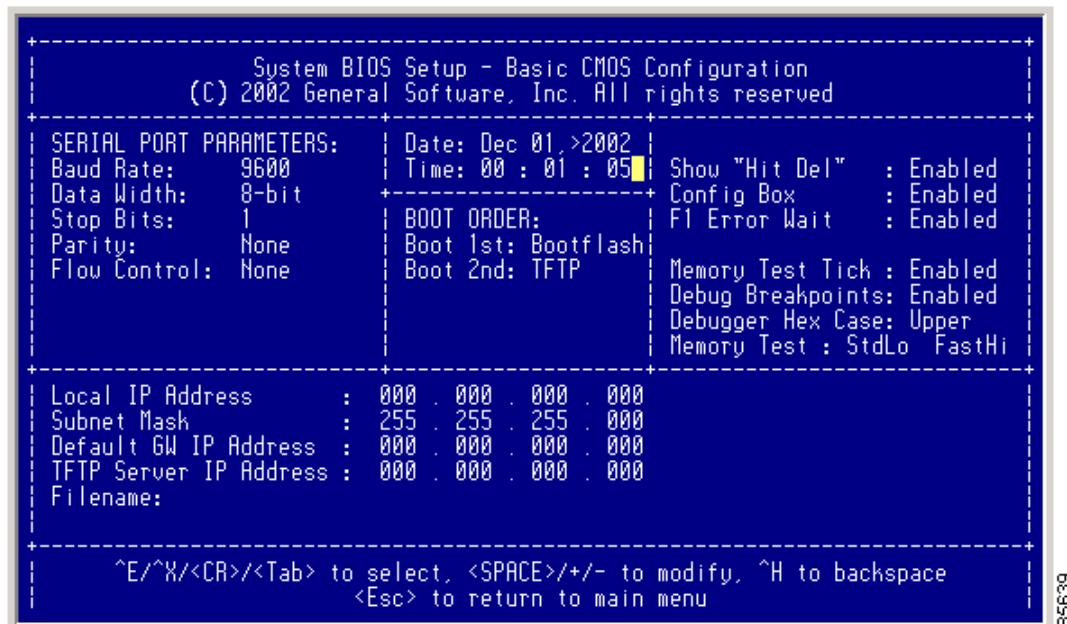 System BIOS Setup - Basic CMOS Configuration
(C) 2002 General Software, Inc. All rights reserved
SERIAL PORT PARAMETERS:
Baud Rate: 9600
Data Width: 8-bit
Stop Bits: 1
Parity: None
Flow Control: None
Date: Dec 01,>2002
Time: 00 : 01 : 05
BOOT ORDER:
Boot 1st: Bootflash
Boot 2nd: TFTP
Show "Hit Del" : Enabled
Config Box : Enabled
F1 Error Wait : Enabled
Memory Test Tick : Enabled
Debug Breakpoints: Enabled
Debugger Hex Case: Upper
Memory Test : StdLo FastHi
Local IP Address : 000 . 000 . 000 . 000
Subnet Mask : 255 . 255 . 255 . 000
Default GW IP Address : 000 . 000 . 000 . 000
TFTP Server IP Address : 000 . 000 . 000 . 000
Filename:
^E/^X/<CR>/<Tab> to select, <SPACE>/+/- to modify, ^H to backspace
<Esc> to return to main menu
85639